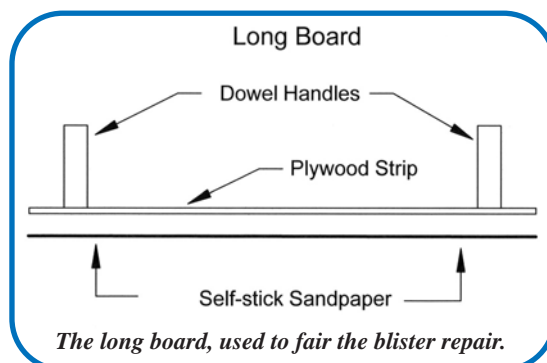 Long Board
Dowel Handles
Plywood Strip
Self-stick Sandpaper
The long board, used to fair the blister repair.